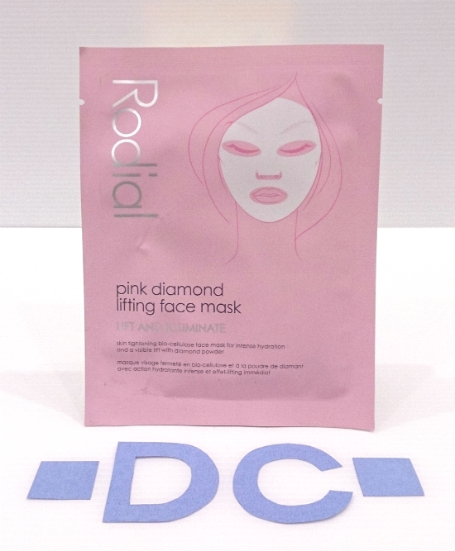 Rodial
pink diamond
lifting face mask
LIFT AND ILLUMINATE
skin tightening bio-cellulose face mask for intense hydration
and a visible lift with diamond powder
masque visage fermeté en bio-cellulose et à la poudre de diamant
avec action hydratante intense et effet lifting immédiat
DC